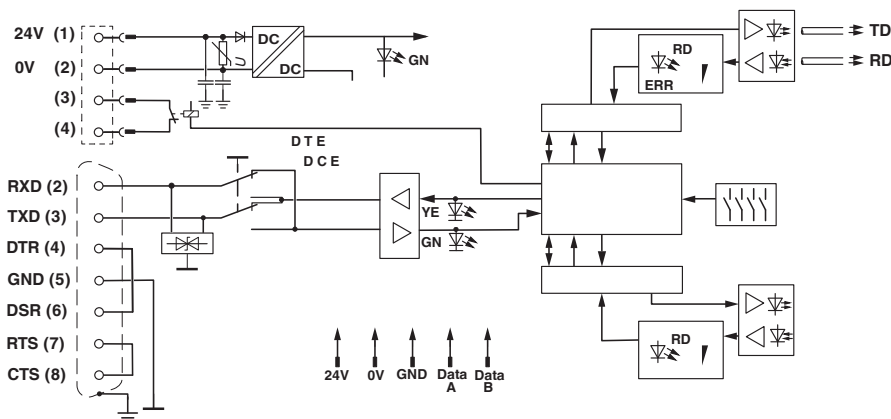 24V (1)
0V (2)
(3)
(4)
U
DC
DC
GN
DTE
DCE
RXD (2)
TXD (3)
DTR (4)
GND (5)
DSR (6)
RTS (7)
CTS (8)
YE
GN
RD
ERR
TD
RD
RD
24V
0V
GND
Data
A
Data
B